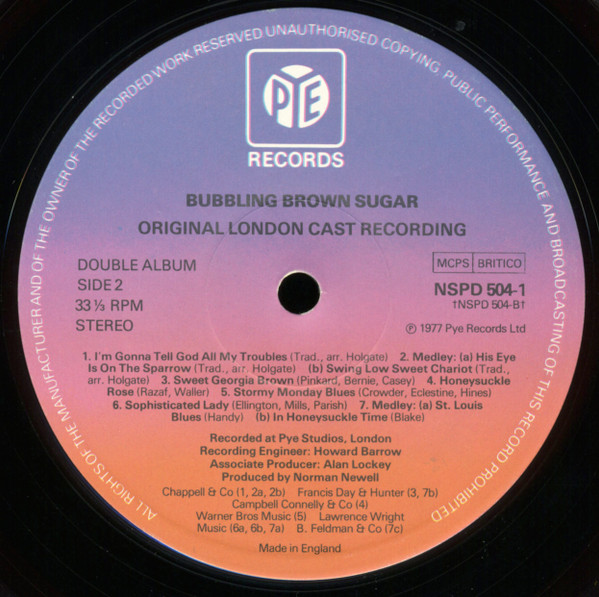 ALL RIGHTS OF THE MANUFACTURER AND OF THE OWNER OF THE RECORDED WORK RESERVED UNAUTHORISED COPYING, PUBLIC PERFORMANCE AND BROADCASTING OF THIS RECORD PROHIBITED
PYE
RECORDS
BUBBLING BROWN SUGAR
ORIGINAL LONDON CAST RECORDING
DOUBLE ALBUM
SIDE 2
33⅓ RPM
STEREO
MCPS BRITICO
NSPD 504-1
†NSPD 504-B†
℗ 1977 Pye Records Ltd
1. I'm Gonna Tell God All My Troubles (Trad., arr. Holgate) 2. Medley: (a) His Eye
Is On The Sparrow (Trad., arr. Holgate) (b) Swing Low Sweet Chariot (Trad.,
arr. Holgate) 3. Sweet Georgia Brown (Pinkard, Bernie, Casey) 4. Honeysuckle
Rose (Razaf, Waller) 5. Stormy Monday Blues (Crowder, Eclestine, Hines)
6. Sophisticated Lady (Ellington, Mills, Parish) 7. Medley: (a) St. Louis
Blues (Handy) (b) In Honeysuckle Time (Blake)
Recorded at Pye Studios, London
Recording Engineer: Howard Barrow
Associate Producer: Alan Lockey
Produced by Norman Newell
Chappell & Co (1, 2a, 2b) Francis Day & Hunter (3, 7b)
Campbell Connelly & Co (4)
Warner Bros Music (5) Lawrence Wright
Music (6a, 6b, 7a) B. Feldman & Co (7c)
Made in England